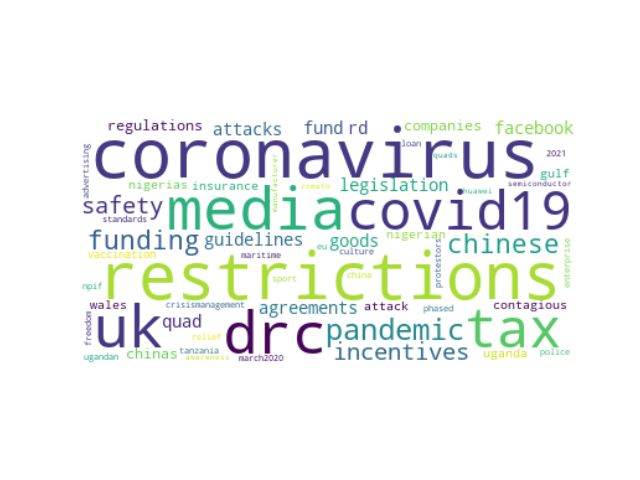 regulations attacks fund rd companies facebook
advertising coronavirus loan quads 2021
nigerias insurance manufacturer zomato legislation huawei gulf semiconductor
safety standards media covid19
funding guidelines eu goods culture nigerian protestors chinese enterprise
vaccination maritime
npif restrictions sport china
wales crisismanagement agreements attack phased contagious
freedom uk quad drc pandemic tax
relief
ugandan chinas tanzania awareness march2020 incentives uganda police